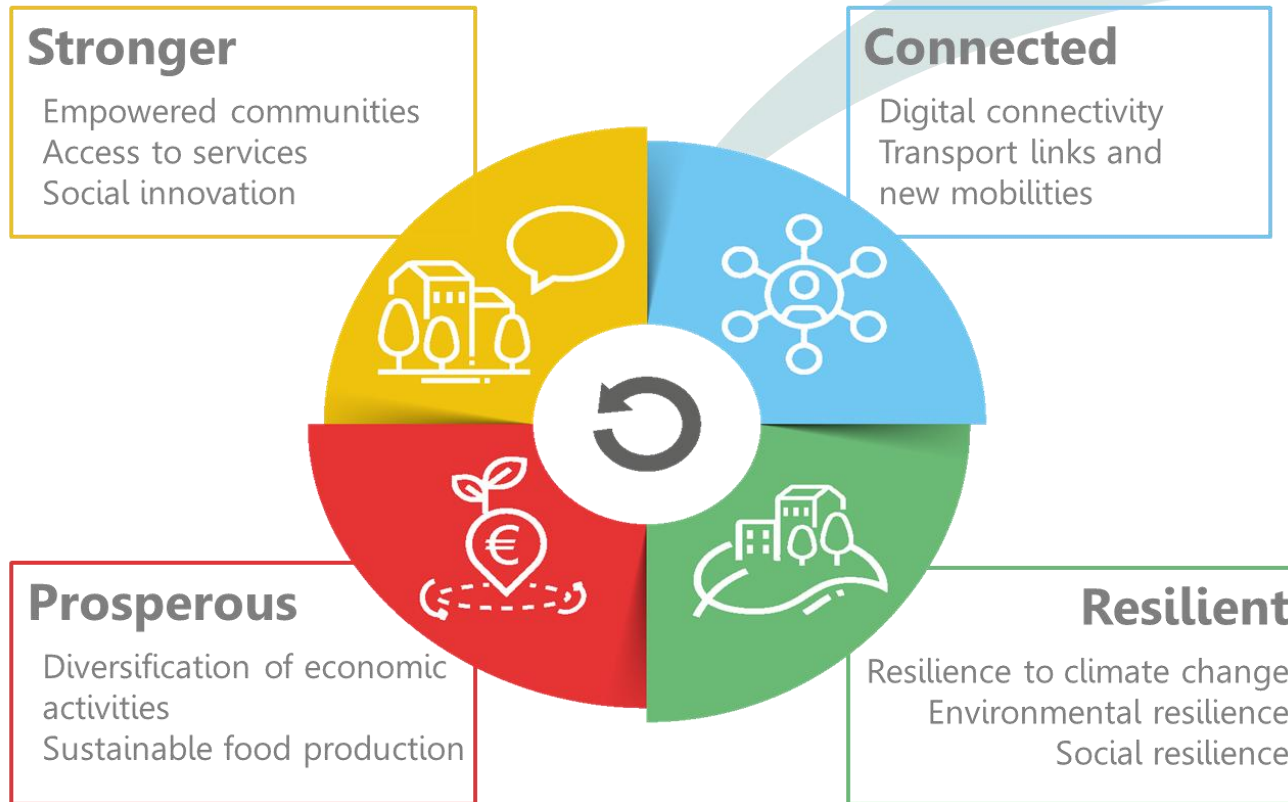 Stronger
Empowered communities
Access to services
Social innovation
Connected
Digital connectivity
Transport links and
new mobilities
€
Prosperous
Diversification of economic
activities
Sustainable food production
Resilient
Resilience to climate change
Environmental resilience
Social resilience